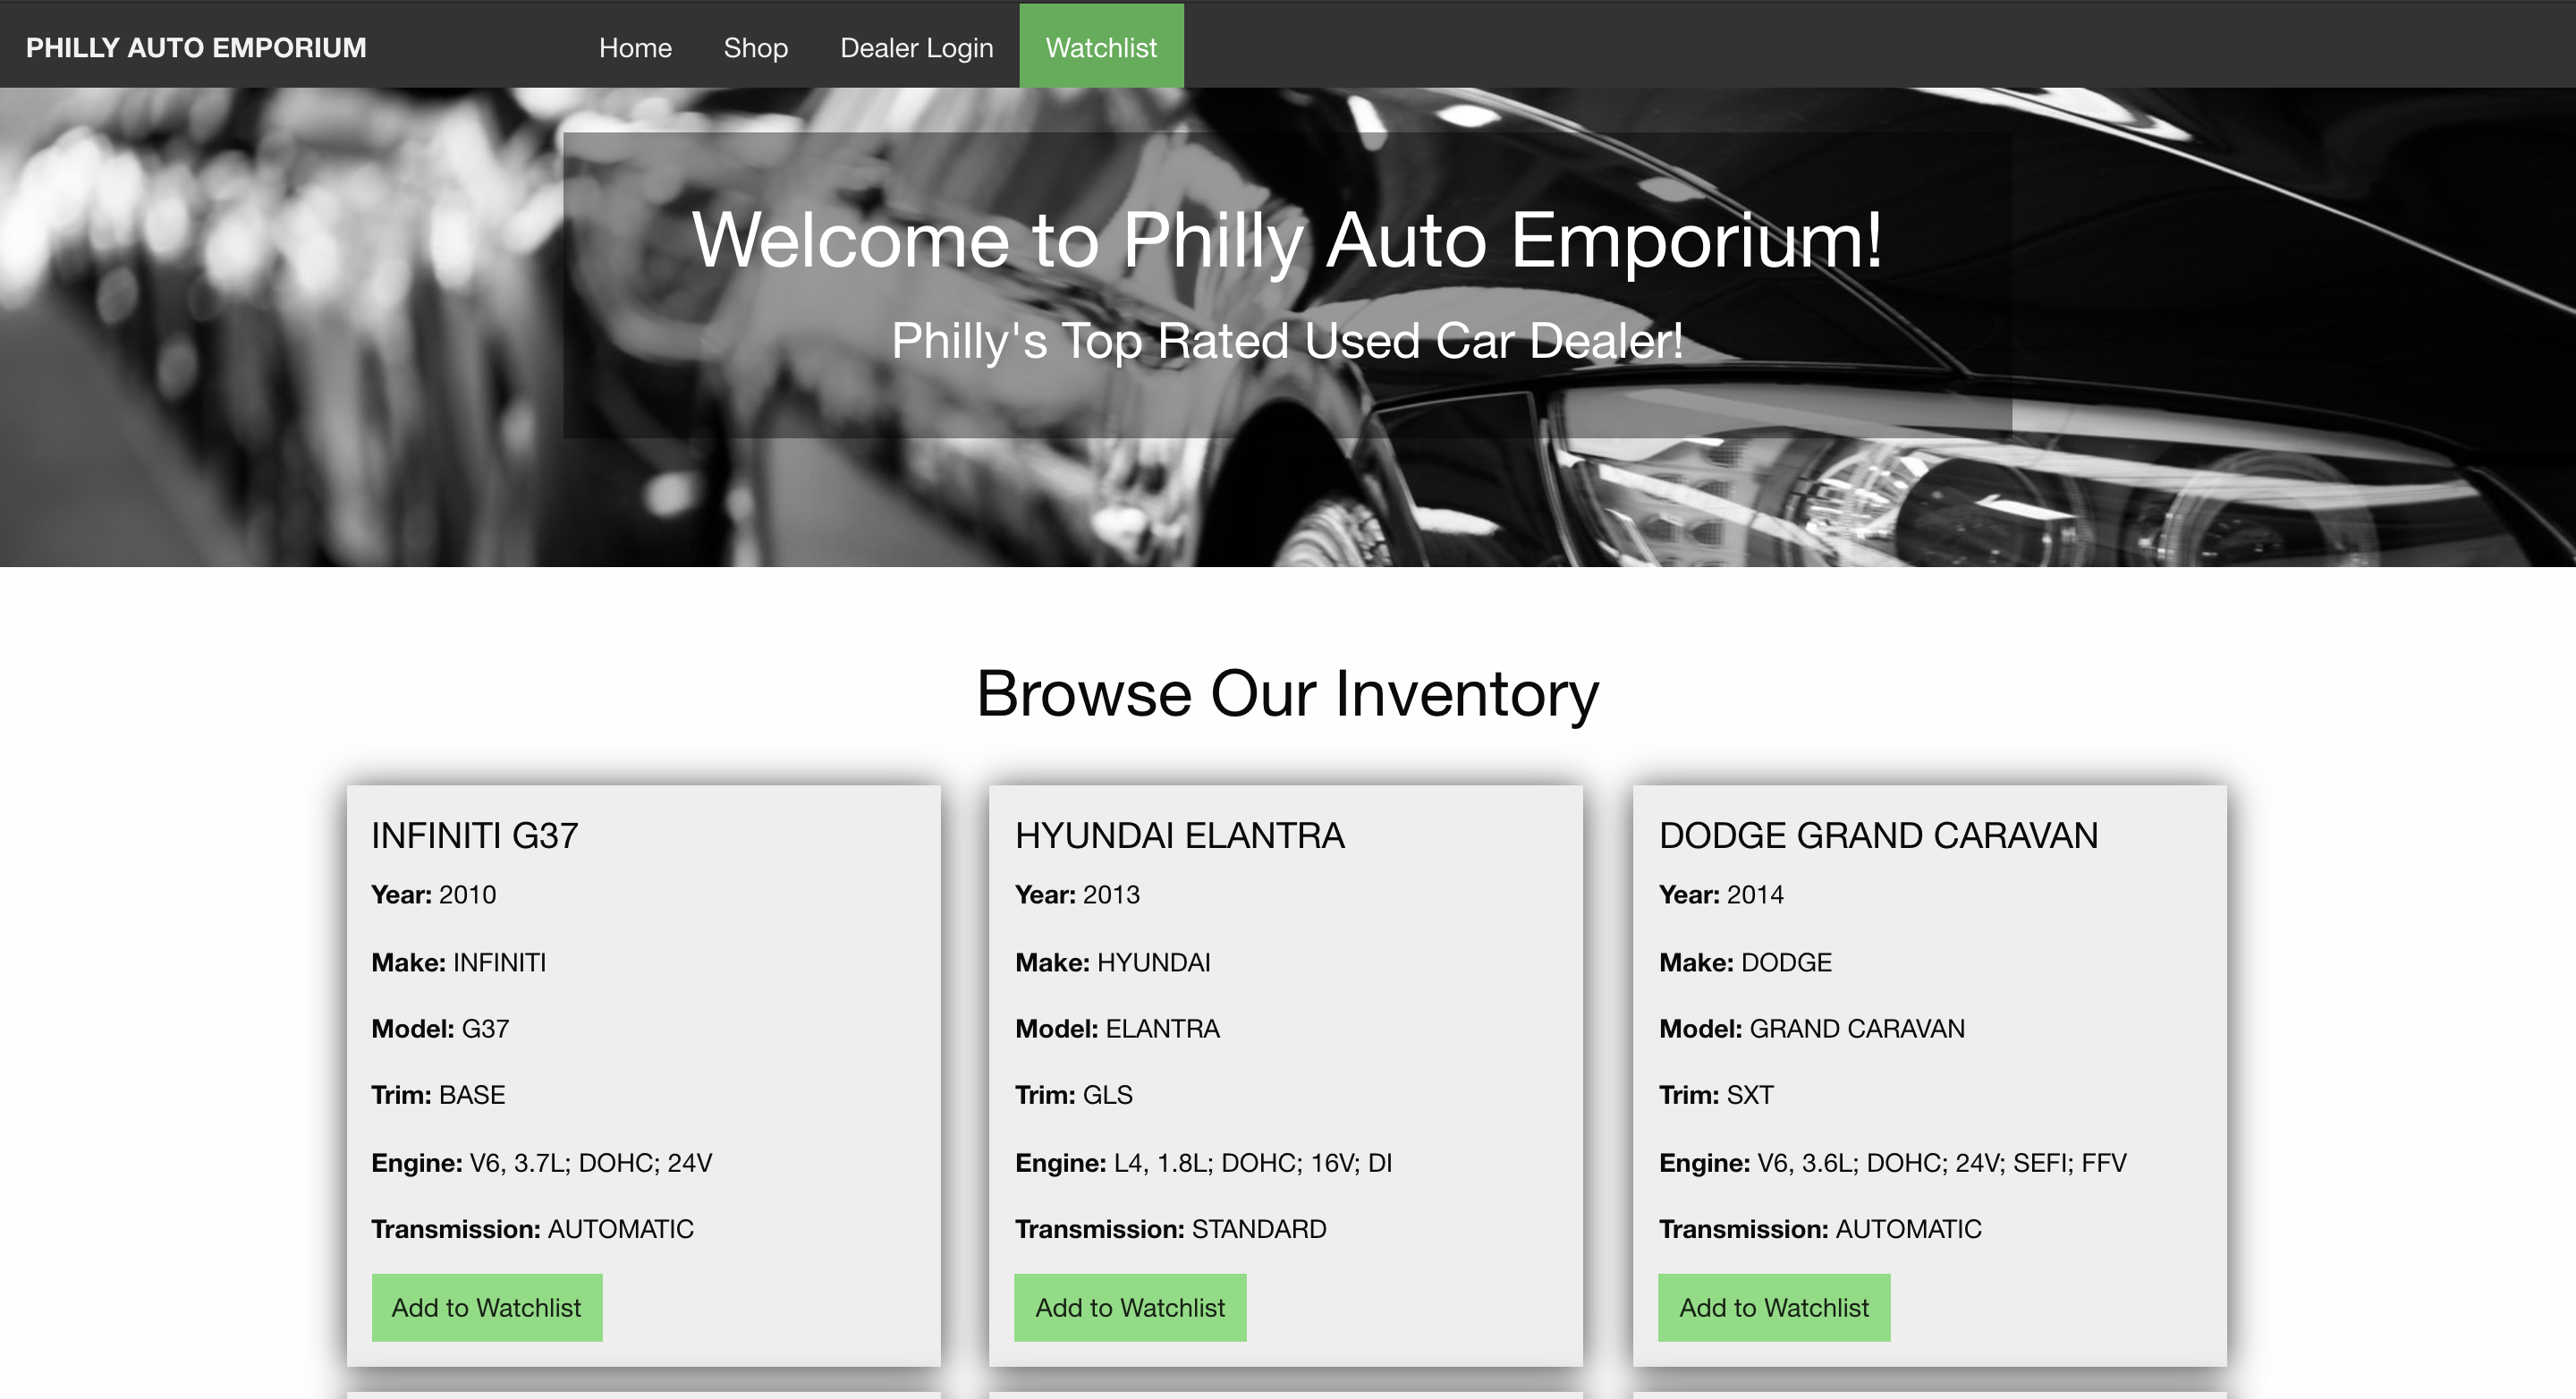 PHILLY AUTO EMPORIUM
Home
Shop
Dealer Login
Watchlist
Welcome to Philly Auto Emporium!
Philly's Top Rated Used Car Dealer!
Browse Our Inventory
INFINITI G37
Year: 2010
Make: INFINITI
Model: G37
Trim: BASE
Engine: V6, 3.7L; DOHC; 24V
Transmission: AUTOMATIC
Add to Watchlist
HYUNDAI ELANTRA
Year: 2013
Make: HYUNDAI
Model: ELANTRA
Trim: GLS
Engine: L4, 1.8L; DOHC; 16V; DI
Transmission: STANDARD
Add to Watchlist
DODGE GRAND CARAVAN
Year: 2014
Make: DODGE
Model: GRAND CARAVAN
Trim: SXT
Engine: V6, 3.6L; DOHC; 24V; SEFI; FFV
Transmission: AUTOMATIC
Add to Watchlist